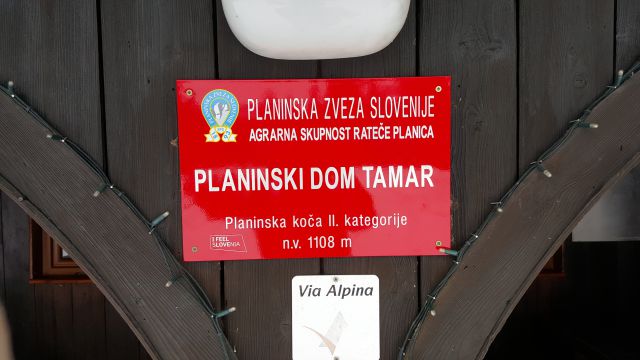 PLANINSKA ZVEZA SLOVENIJE
AGRARNA SKUPNOST RATEČE PLANICA
PLANINSKI DOM TAMAR
Planinska koča II. kategorije
n.v. 1108 m
I FEEL
SLOVENIA
Via Alpina